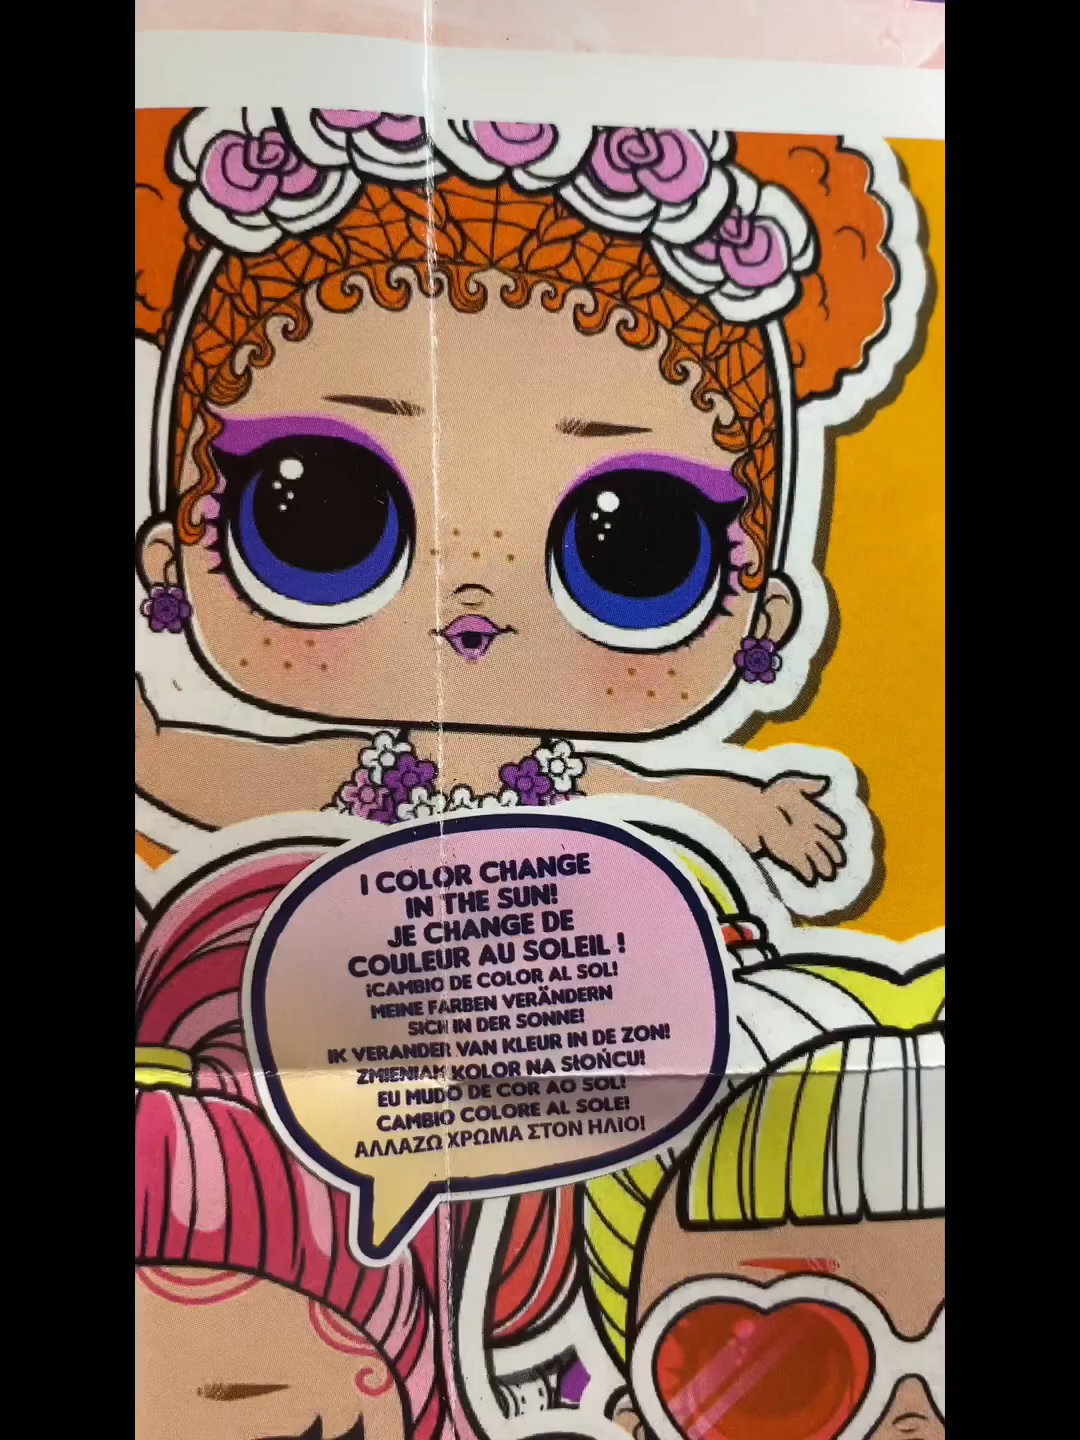 I COLOR CHANGE
IN THE SUN!
JE CHANGE DE
COULEUR AU SOLEIL !
¡CAMBIO DE COLOR AL SOL!
MEINE FARBEN VERÄNDERN
SICH IN DER SONNE!
IK VERANDER VAN KLEUR IN DE ZON!
ZMIENIAM KOLOR NA SŁOŃCU!
EU MUDO DE COR AO SOL!
CAMBIO COLORE AL SOLE!
ΑΛΛΑΖΩ ΧΡΩΜΑ ΣΤΟΝ ΗΛΙΟ!